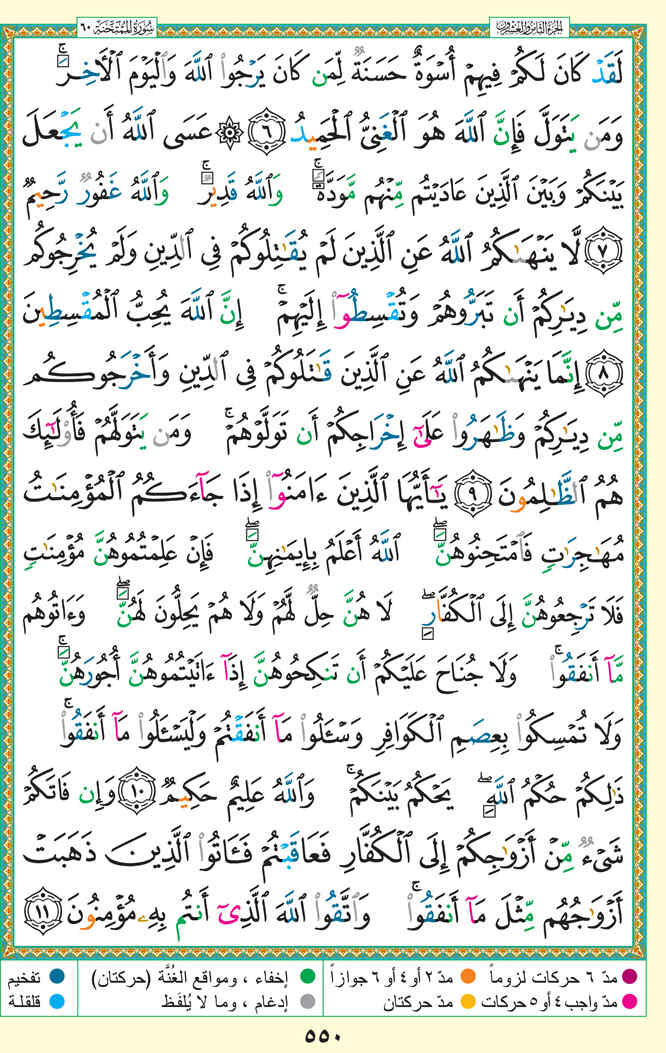 الجزء الثامن والعشرون
سُورَةُ المُمْتَحنَة ٦٠
لَقَدْ كَانَ لَكُمْ فِيهِمْ أُسْوَةٌ حَسَنَةٌ لِّمَن كَانَ يَرْجُوا۟ ٱللَّهَ وَٱلْيَوْمَ ٱلْـَٔاخِرَ ۚ
وَمَن يَتَوَلَّ فَإِنَّ ٱللَّهَ هُوَ ٱلْغَنِىُّ ٱلْحَمِيدُ ٦ ۞ عَسَى ٱللَّهُ أَن يَجْعَلَ
بَيْنَكُمْ وَبَيْنَ ٱلَّذِينَ عَادَيْتُم مِّنْهُم مَّوَدَّةً ۚ وَٱللَّهُ قَدِيرٌ ۚ وَٱللَّهُ غَفُورٌ رَّحِيمٌ
٧ لَّا يَنْهَىٰكُمُ ٱللَّهُ عَنِ ٱلَّذِينَ لَمْ يُقَٰتِلُوكُمْ فِى ٱلدِّينِ وَلَمْ يُخْرِجُوكُم
مِّن دِيَٰرِكُمْ أَن تَبَرُّوهُمْ وَتُقْسِطُوٓا۟ إِلَيْهِمْ ۚ إِنَّ ٱللَّهَ يُحِبُّ ٱلْمُقْسِطِينَ
٨ إِنَّمَا يَنْهَىٰكُمُ ٱللَّهُ عَنِ ٱلَّذِينَ قَٰتَلُوكُمْ فِى ٱلدِّينِ وَأَخْرَجُوكُم
مِّن دِيَٰرِكُمْ وَظَٰهَرُوا۟ عَلَىٰٓ إِخْرَاجِكُمْ أَن تَوَلَّوْهُمْ ۚ وَمَن يَتَوَلَّهُمْ فَأُو۟لَٰٓئِكَ
هُمُ ٱلظَّٰلِمُونَ ٩ يَٰٓأَيُّهَا ٱلَّذِينَ ءَامَنُوٓا۟ إِذَا جَآءَكُمُ ٱلْمُؤْمِنَٰتُ
مُهَٰجِرَٰتٍ فَٱمْتَحِنُوهُنَّ ۖ ٱللَّهُ أَعْلَمُ بِإِيمَٰنِهِنَّ ۖ فَإِنْ عَلِمْتُمُوهُنَّ مُؤْمِنَٰتٍ
فَلَا تَرْجِعُوهُنَّ إِلَى ٱلْكُفَّارِ ۖ لَا هُنَّ حِلٌّ لَّهُمْ وَلَا هُمْ يَحِلُّونَ لَهُنَّ ۖ وَءَاتُوهُم
مَّآ أَنفَقُوا۟ ۚ وَلَا جُنَاحَ عَلَيْكُمْ أَن تَنكِحُوهُنَّ إِذَآ ءَاتَيْتُمُوهُنَّ أُجُورَهُنَّ ۚ
وَلَا تُمْسِكُوا۟ بِعِصَمِ ٱلْكَوَافِرِ وَسْـَٔلُوا۟ مَآ أَنفَقْتُمْ وَلْيَسْـَٔلُوا۟ مَآ أَنفَقُوا۟ ۚ
ذَٰلِكُمْ حُكْمُ ٱللَّهِ ۖ يَحْكُمُ بَيْنَكُمْ ۚ وَٱللَّهُ عَلِيمٌ حَكِيمٌ ١٠ وَإِن فَاتَكُمْ
شَىْءٌ مِّنْ أَزْوَٰجِكُمْ إِلَى ٱلْكُفَّارِ فَعَاقَبْتُمْ فَـَٔاتُوا۟ ٱلَّذِينَ ذَهَبَتْ
أَزْوَٰجُهُم مِّثْلَ مَآ أَنفَقُوا۟ ۚ وَٱتَّقُوا۟ ٱللَّهَ ٱلَّذِىٓ أَنتُم بِهِۦ مُؤْمِنُونَ ١١
مدّ ٦ حركات لزوماً مدّ ٢ أو ٤ أو ٦ جوازاً إخفاء ، ومواقع الغُنَّة (حركتان) تفخيم
مدّ واجب ٤ أو ٥ حركات مدّ حركتان إدغام ، وما لا يُلفَظ قلقلة
٥٥٠